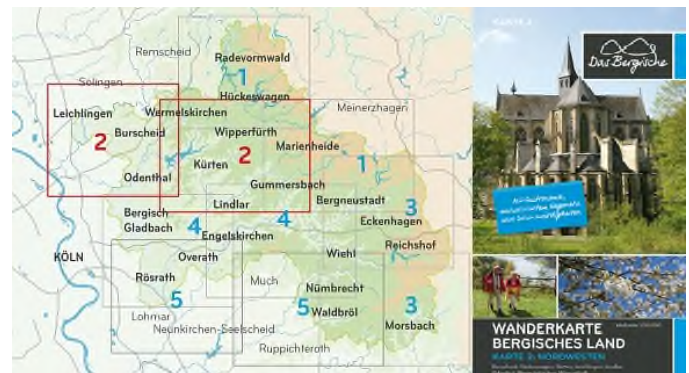 Remscheid
Radevormwald
1
Solingen
Hückeswagen
Leichlingen
Wermelskirchen
Meinerzhagen
Burscheid
Wipperfürth
2
2
Marienheide
Kürten
1
Odenthal
Gummersbach
Bergneustadt
Lindlar
3
Bergisch
Gladbach
4
4
Eckenhagen
Engelskirchen
Reichshof
KÖLN
Overath
Wiehl
Rösrath
Much
Nümbrecht
5
5
3
Lohmar
Waldbröl
Morsbach
Neunkirchen-Seelscheid
Ruppichteroth
KARTE 2
Das Bergische
WANDERKARTE
BERGISCHES LAND
KARTE 2: NORDWESTEN